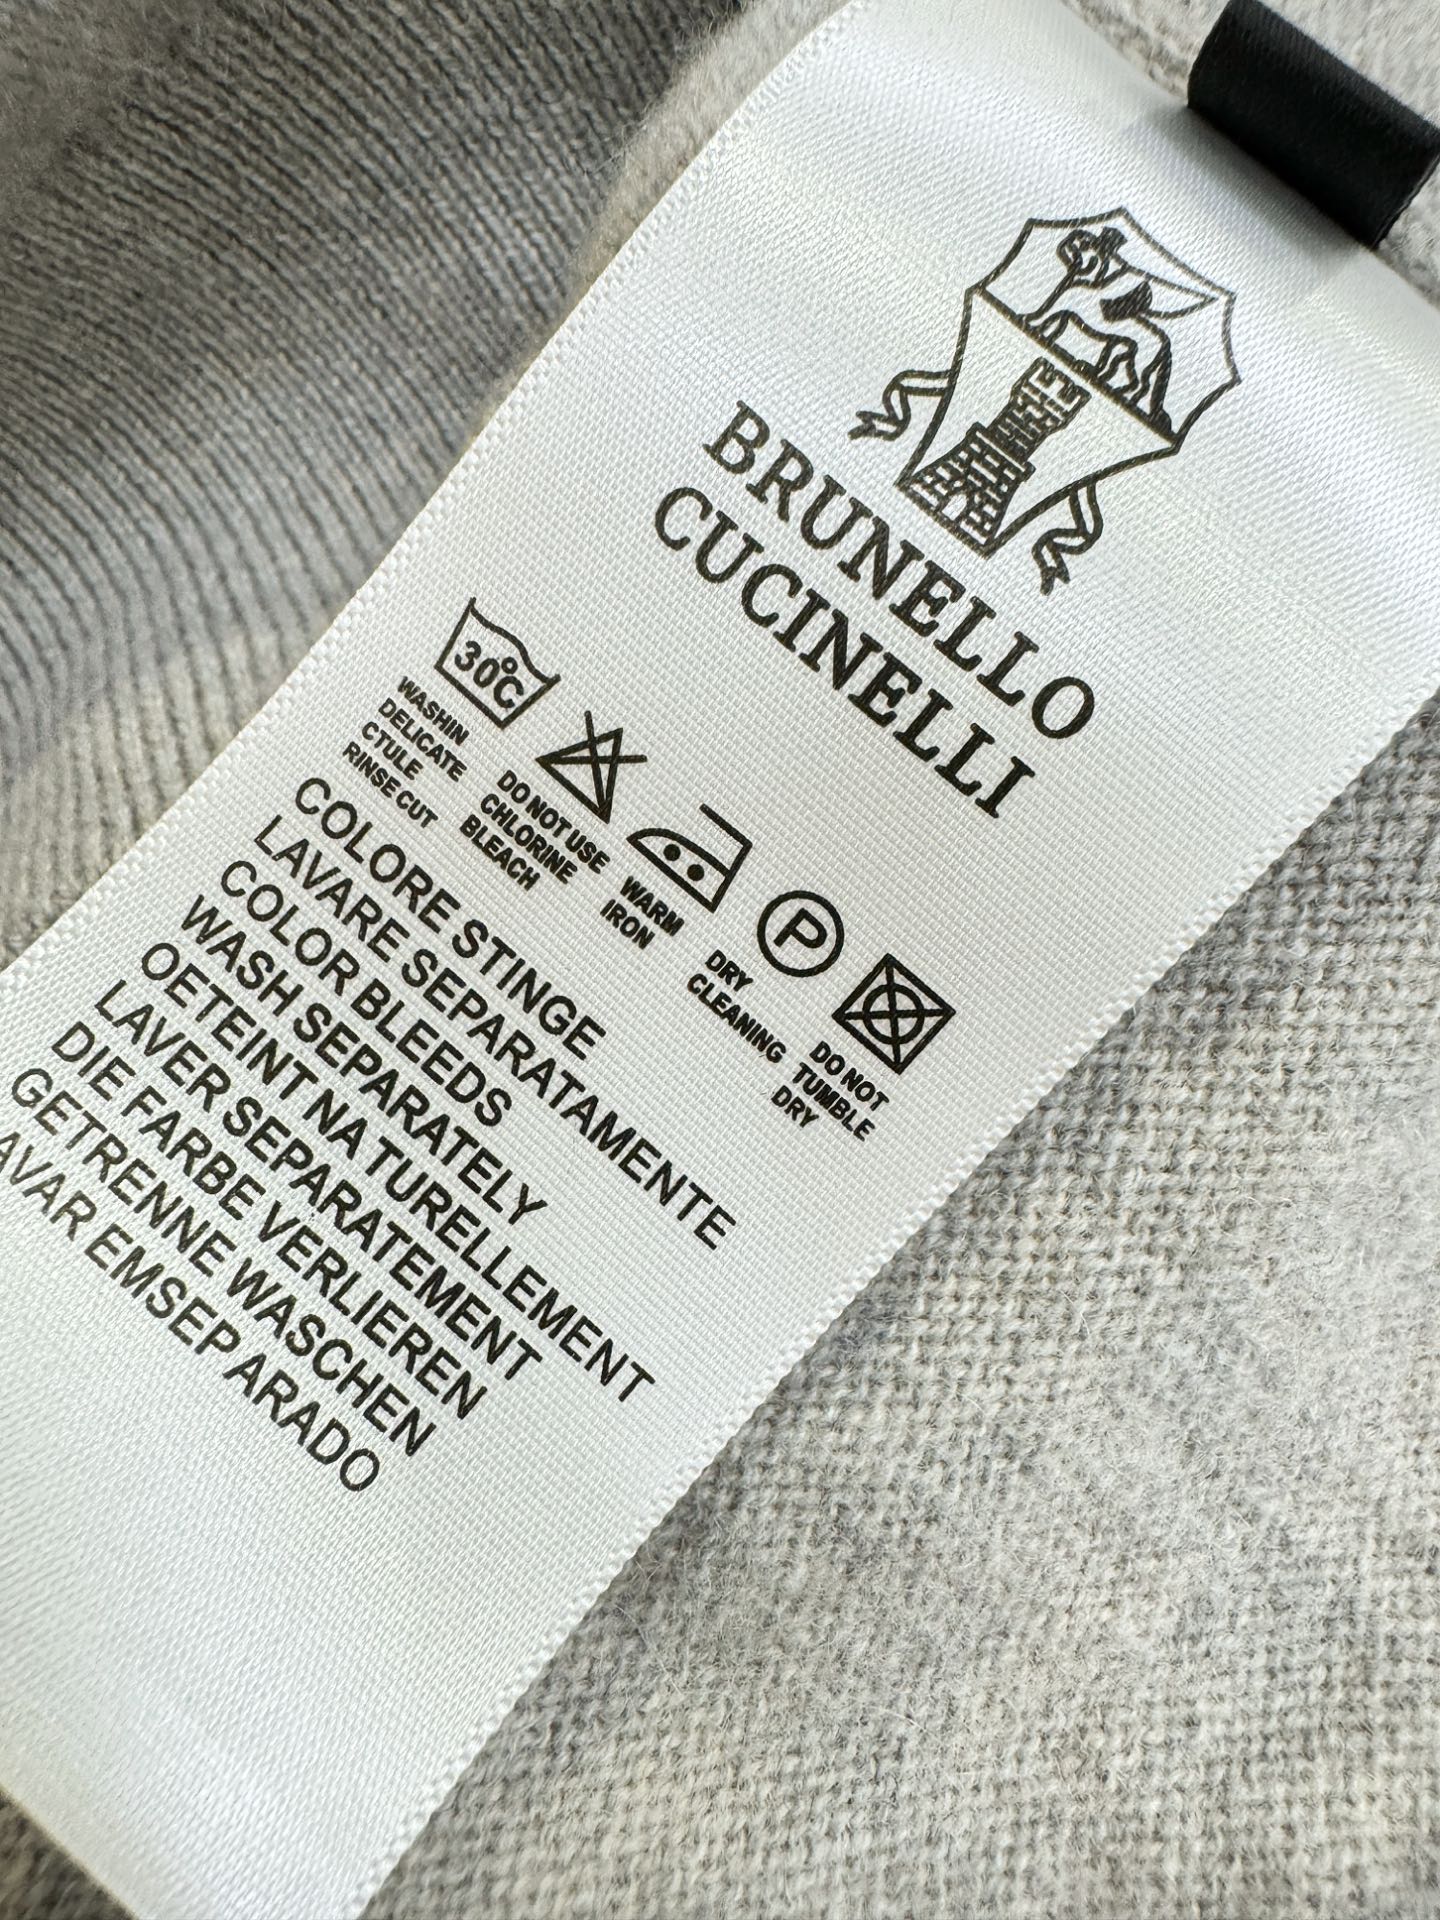 BRUNELLO
CUCINELLI
30°C
WASHIN
DELICATE
CTULE
RINSE CUT
DO NOT USE
CHLORINE
BLEACH
WARM
IRON
P
DRY
CLEANING
DO NOT
TUMBLE
DRY
COLORE STINGE
LAVARE SEPARATAMENTE
COLOR BLEEDS
WASH SEPARATELY
OETEINT NA TURELLEMENT
LAVER SEPARATEMENT
DIE FARBE VERLIEREN
GETRENNE WASCHEN
AVAR EMSEP ARADO